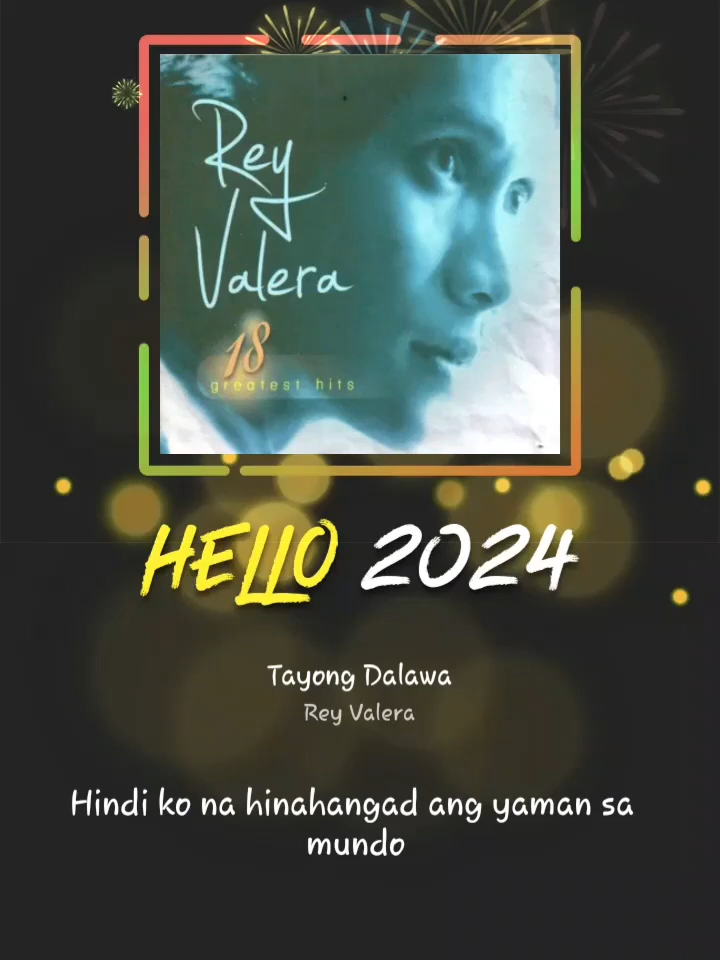 Rey
Valera
18
greatest hits
HELLO 2024
Tayong Dalawa
Rey Valera
Hindi ko na hinahangad ang yaman sa
mundo